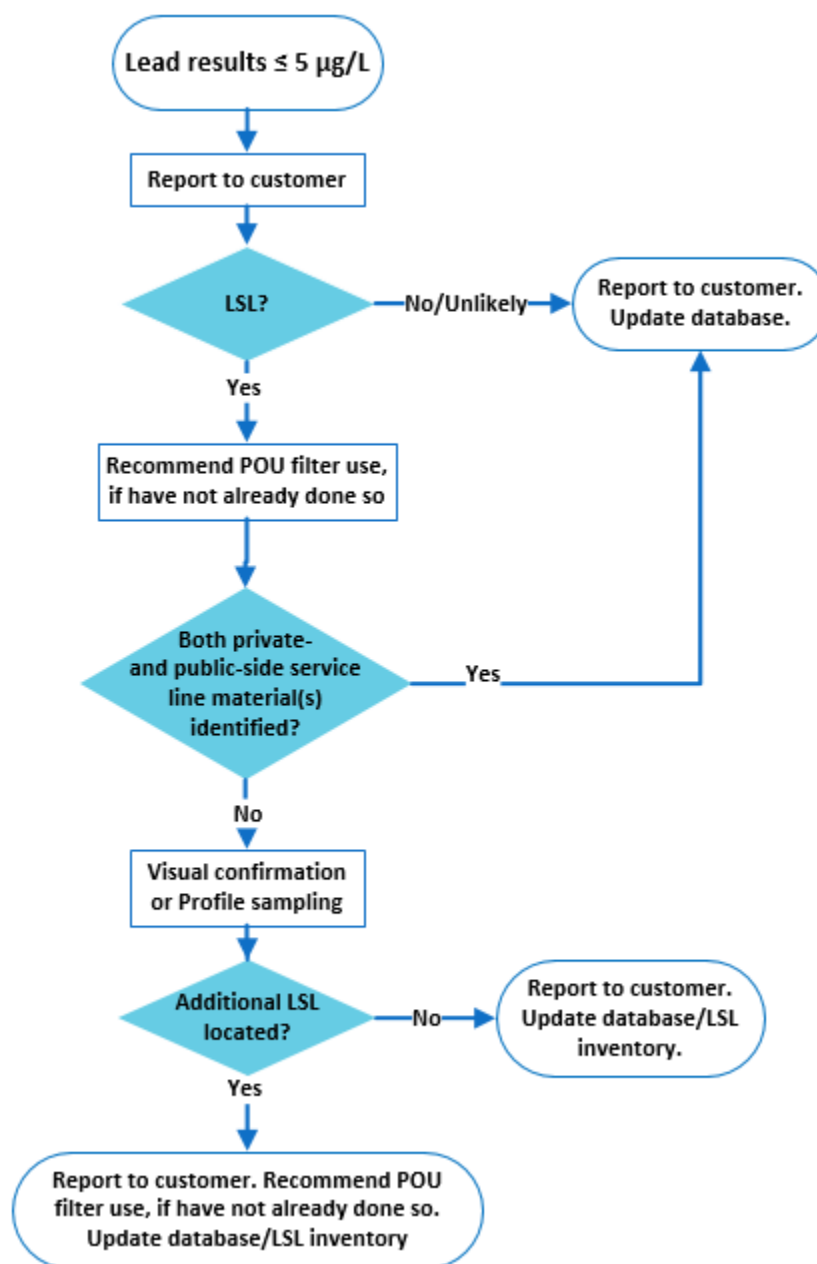 Lead results ≤ 5 µg/L
Report to customer
LSL?
No/Unlikely
Report to customer.
Update database.
Yes
Recommend POU filter use,
if have not already done so
Both private-
and public-side service
line material(s)
identified?
Yes
No
Visual confirmation
or Profile sampling
Additional LSL
located?
No
Report to customer.
Update database/LSL
inventory.
Yes
Report to customer. Recommend POU
filter use, if have not already done so.
Update database/LSL inventory